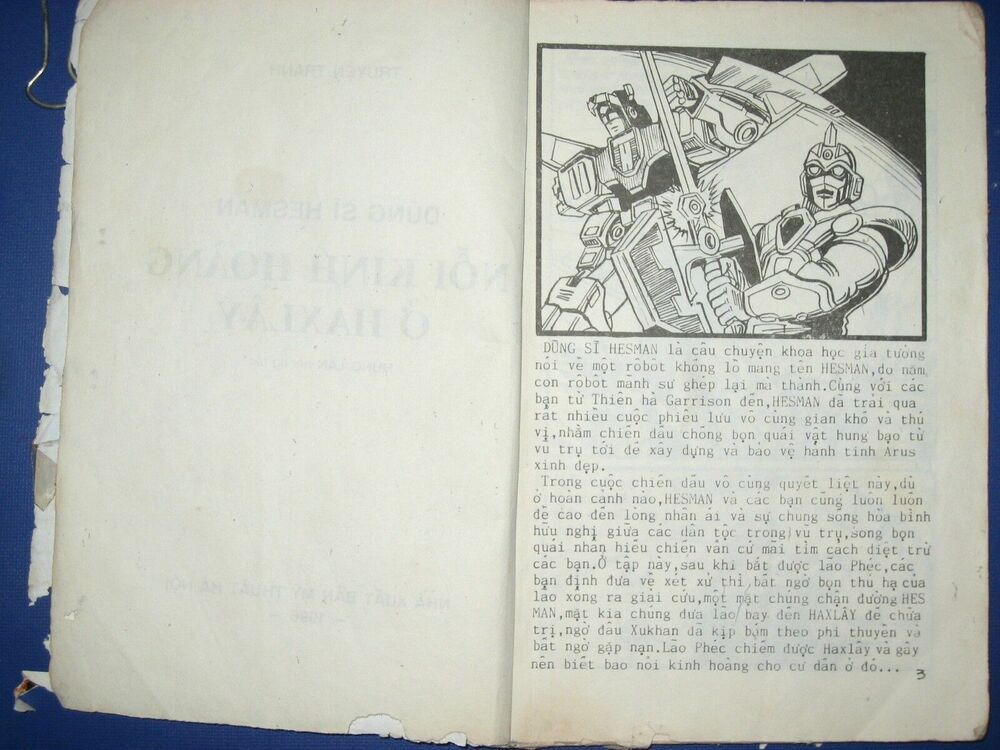 TRUYỆN TRANH
DŨNG SĨ HESMAN
NỖI KINH HOÀNG
Ở HAXLÂY
NHÀ XUẤT BẢN MỸ THUẬT HÀ NỘI
DŨNG SĨ HESMAN là câu chuyện khoa học giả tưởng
nói về một rôbốt khổng lồ mang tên HESMAN,do năm
con rôbốt mãnh sư ghép lại mà thành.Cùng với các
bạn từ Thiên hà Garrison đến,HESMAN đã trải qua
rất nhiều cuộc phiêu lưu vô cùng gian khổ và thú
vị,nhằm chiến đấu chống bọn quái vật hung bạo từ
vũ trụ tới để xây dựng và bảo vệ hành tinh Arus
xinh đẹp.
Trong cuộc chiến đấu vô cùng quyết liệt này,dù
ở hoàn cảnh nào,HESMAN và các bạn cũng luôn luôn
đề cao đến lòng nhân ái và sự chung sống hòa bình
hữu nghị giữa các dân tộc trong vũ trụ,song bọn
quái nhân hiếu chiến vẫn cứ mãi tìm cách diệt trừ
các bạn.Ở tập này,sau khi bắt được lão Phéc,các
bạn định đưa về xét xử thì bất ngờ bọn thủ hạ của
lão xông ra giải cứu,một mặt chúng chặn đường HES
MAN,mặt kia chúng đưa lão bay đến HAXLÂY để chữa
trị,ngờ đâu Xukhan đã kịp bám theo phi thuyền và
bất ngờ gặp nạn.Lão Phéc chiếm được Haxlây và gây
nên biết bao nỗi kinh hoàng cho cư dân ở đó...
3